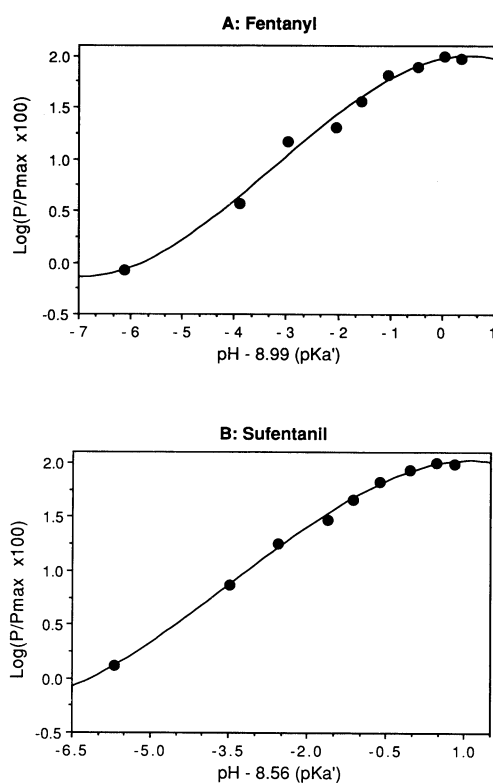 A: Fentanyl
Log(P/Pmax x100)
2.0
1.5
1.0
0.5
0.0
-0.5
- 7 - 6 - 5 - 4 - 3 - 2 - 1 0 1
pH - 8.99 (pKa')
B: Sufentanil
Log(P/Pmax x100)
2.0
1.5
1.0
0.5
0.0
-0.5
-6.5 -5.0 -3.5 -2.0 -0.5 1.0
pH - 8.56 (pKa')